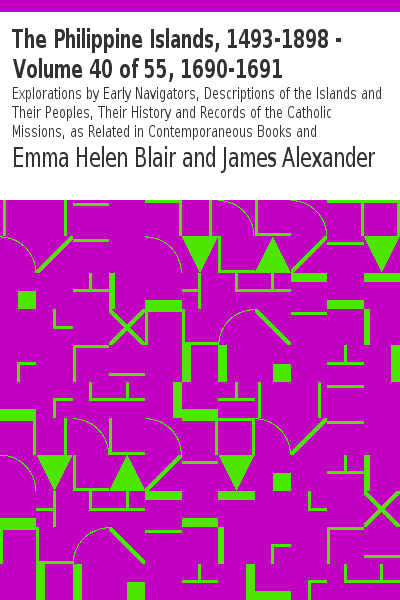 The Philippine Islands, 1493-1898 -
Volume 40 of 55, 1690-1691
Explorations by Early Navigators, Descriptions of the Islands and
Their Peoples, Their History and Records of the Catholic
Missions, as Related in Contemporaneous Books and
Emma Helen Blair and James Alexander